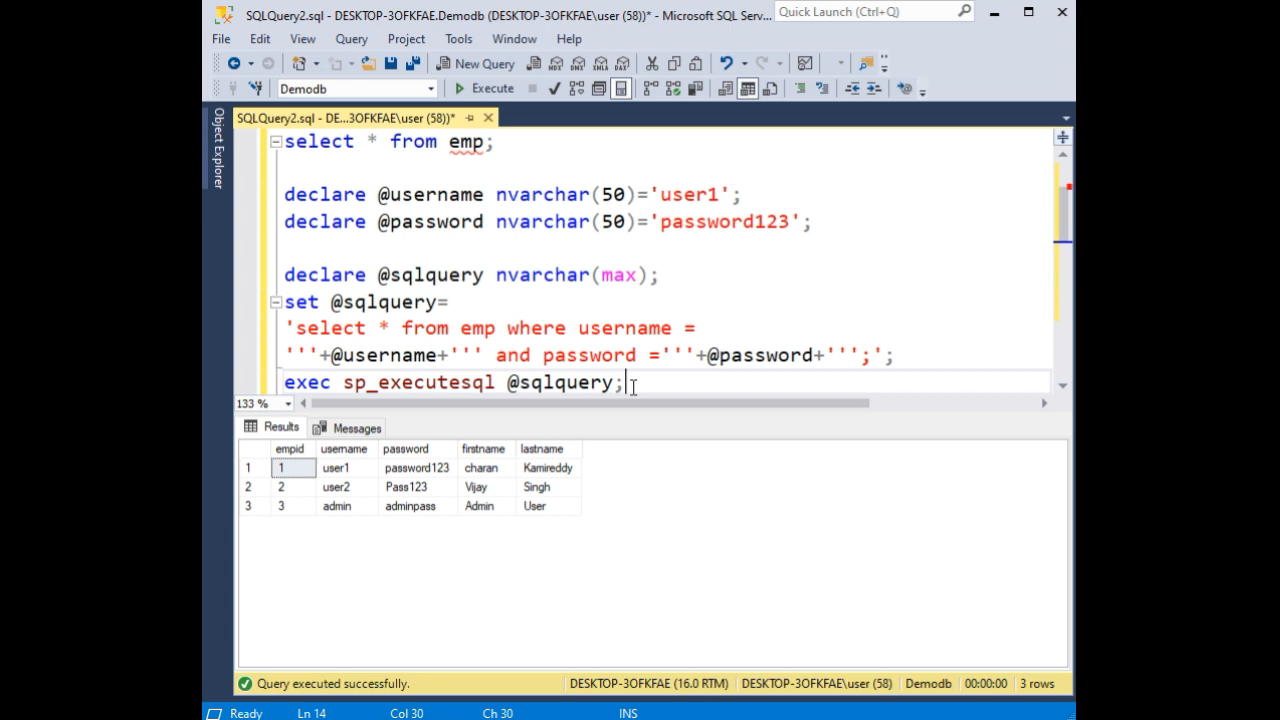 SQLQuery2.sql - DESKTOP-3OFKFAE.Demodb (DESKTOP-3OFKFAE\user (58))* - Microsoft SQL Serv...
Quick Launch (Ctrl+Q)
File Edit View Query Project Tools Window Help
New Query
MDX DMX XMLA DAX
Demodb Execute
Object Explorer
SQLQuery2.sql - DE...3OFKFAE\user (58))*
select * from emp;
declare @username nvarchar(50)='user1';
declare @password nvarchar(50)='password123';
declare @sqlquery nvarchar(max);
set @sqlquery=
'select * from emp where username =
'''+@username+''' and password ='''+@password+''';';
exec sp_executesql @sqlquery;
133 %
Results Messages
empid username password firstname lastname
1 1 user1 password123 charan Kamireddy
2 2 user2 Pass123 Vijay Singh
3 3 admin adminpass Admin User
Query executed successfully. DESKTOP-3OFKFAE (16.0 RTM) DESKTOP-3OFKFAE\user (58) Demodb 00:00:00 3 rows
Ready Ln 14 Col 30 Ch 30 INS